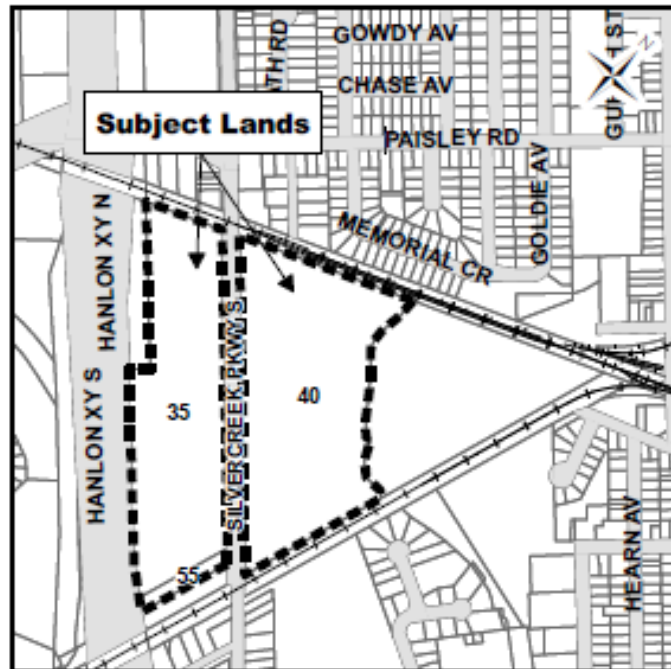 GOWDY AV
CHASE AV
PAISLEY RD
Subject Lands
N
GOLDIE AV
MEMORIAL CR
HANLON XY N
SILVERCREEK PKWY S
35
40
HANLON XY S
55
HEARN AV